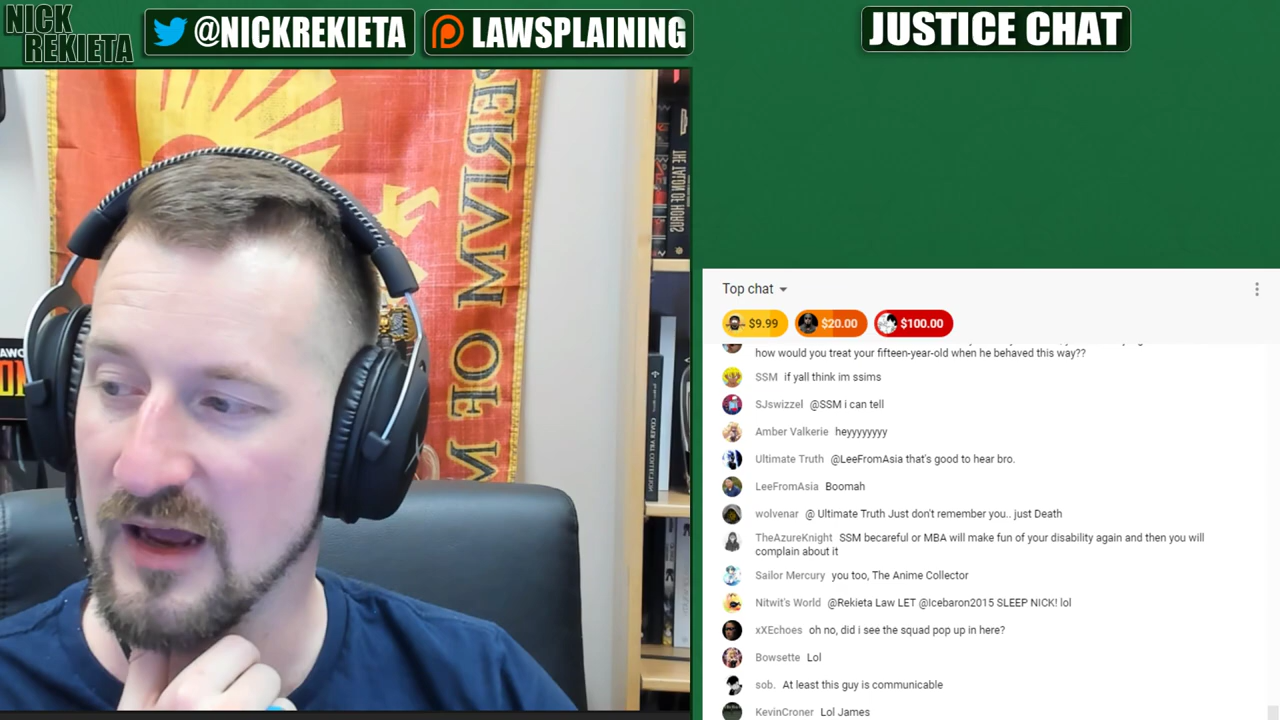 NICK
REKIETA
@NICKREKIETA
LAWSPLAINING
JUSTICE CHAT
THE TALON OF HORUS
Top chat
$9.99
$20.00
$100.00
how would you treat your fifteen-year-old when he behaved this way??
SSM if yall think im ssims
SJswizzel @SSM i can tell
Amber Valkerie heyyyyyyy
Ultimate Truth @LeeFromAsia that's good to hear bro.
LeeFromAsia Boomah
wolvenar @ Ultimate Truth Just don't remember you.. just Death
TheAzureKnight SSM becareful or MBA will make fun of your disability again and then you will
complain about it
Sailor Mercury you too, The Anime Collector
Nitwit's World @Rekieta Law LET @Icebaron2015 SLEEP NICK! lol
xXEchoes oh no, did i see the squad pop up in here?
Bowsette Lol
sob. At least this guy is communicable
KevinCroner Lol James